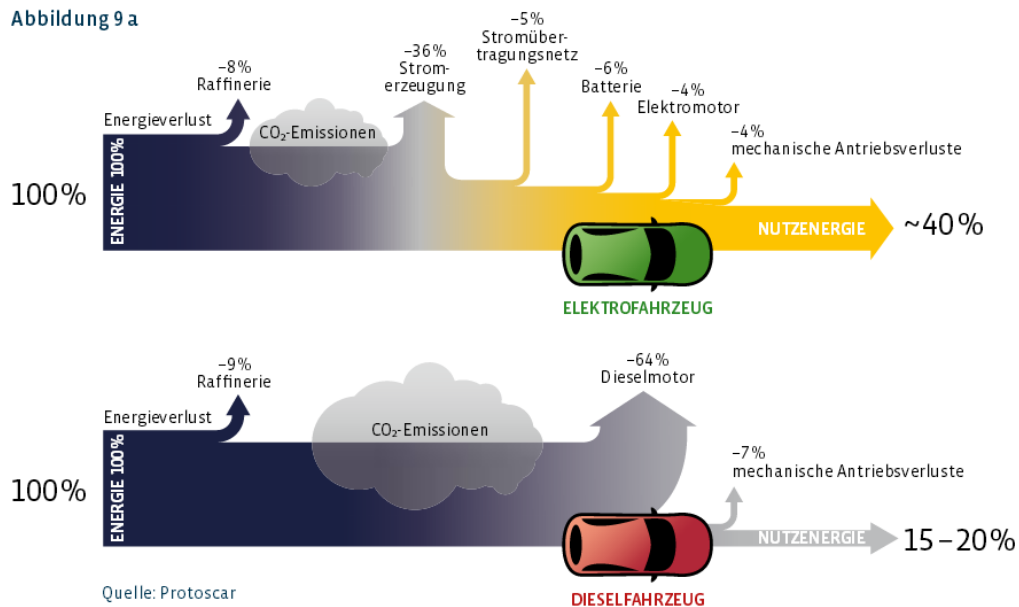 Abbildung 9 a
–8%
Raffinerie
–36%
Strom-
erzeugung
–5%
Stromüber-
tragungsnetz
–6%
Batterie
–4%
Elektromotor
–4%
mechanische Antriebsverluste
Energieverlust
CO₂-Emissionen
100%
ENERGIE 100%
NUTZENERGIE
~40%
ELEKTROFAHRZEUG
–9%
Raffinerie
–64%
Dieselmotor
Energieverlust
CO₂-Emissionen
–7%
mechanische Antriebsverluste
100%
ENERGIE 100%
NUTZENERGIE
15–20%
Quelle: Protoscar
DIESELFAHRZEUG